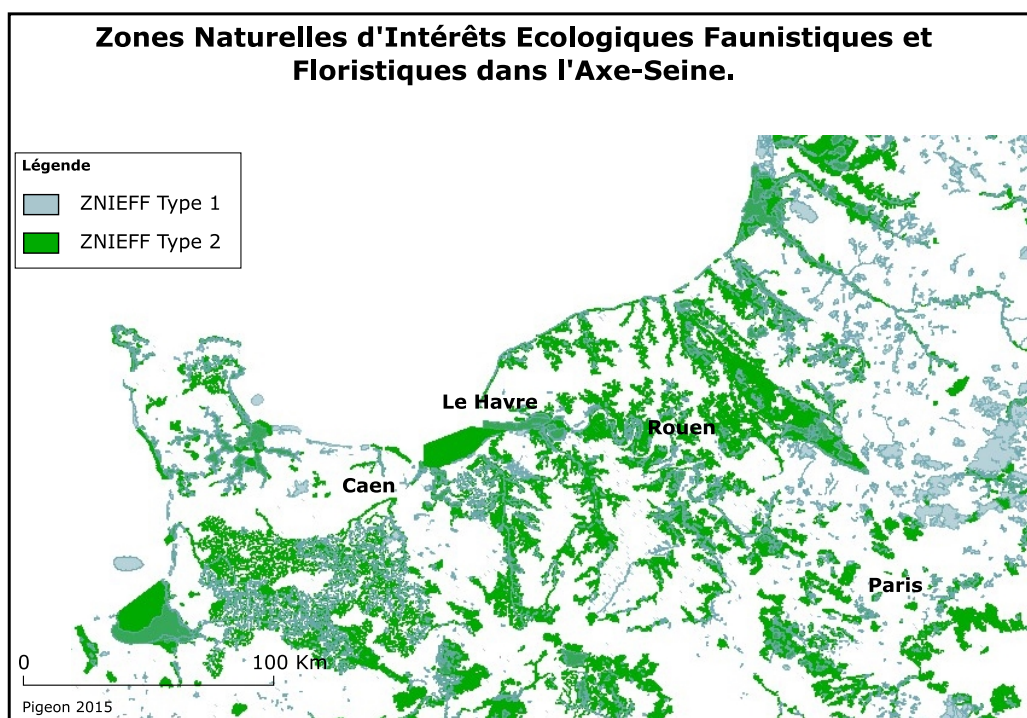 Zones Naturelles d'Intérêts Ecologiques Faunistiques et
Floristiques dans l'Axe-Seine.
Légende
ZNIEFF Type 1
ZNIEFF Type 2
Le Havre
Rouen
Caen
Paris
0 100 Km
Pigeon 2015